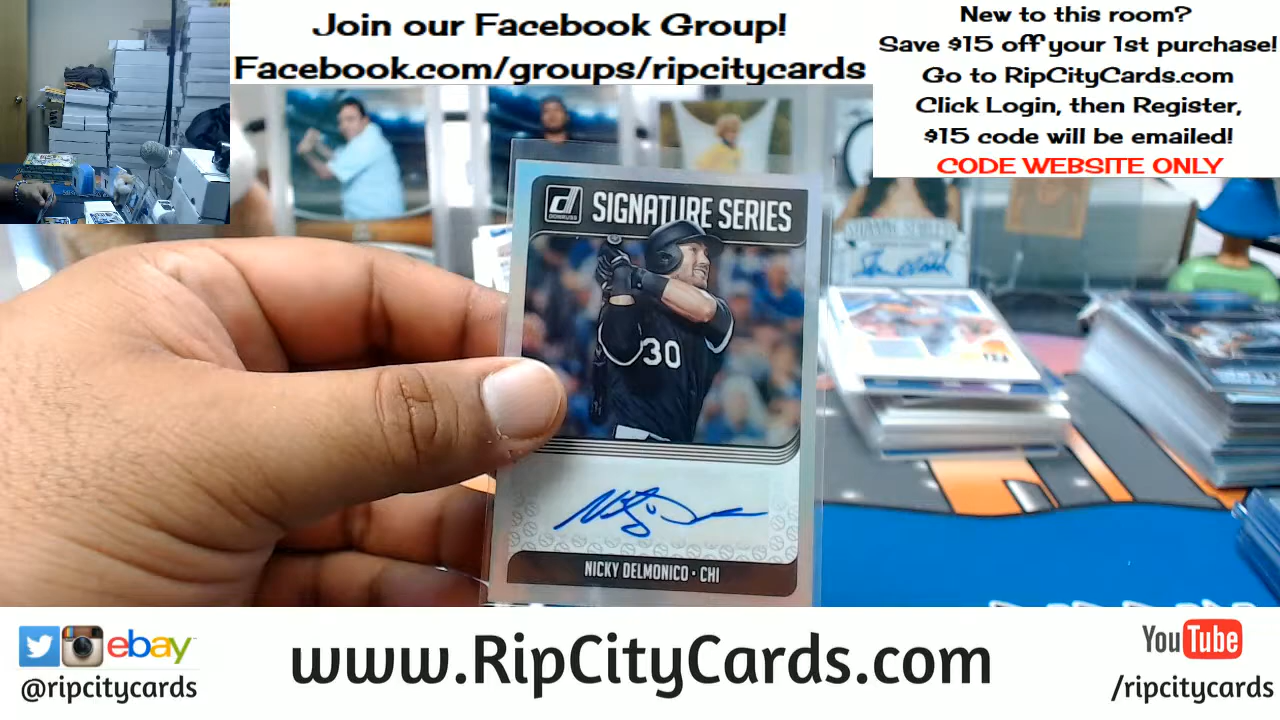 Join our Facebook Group!
Facebook.com/groups/ripcitycards
New to this room?
Save $15 off your 1st purchase!
Go to RipCityCards.com
Click Login, then Register,
$15 code will be emailed!
CODE WEBSITE ONLY
d
DONRUSS
SIGNATURE SERIES
30
NICKY DELMONICO · CHI
ebay
@ripcitycards
www.RipCityCards.com
YouTube
/ripcitycards